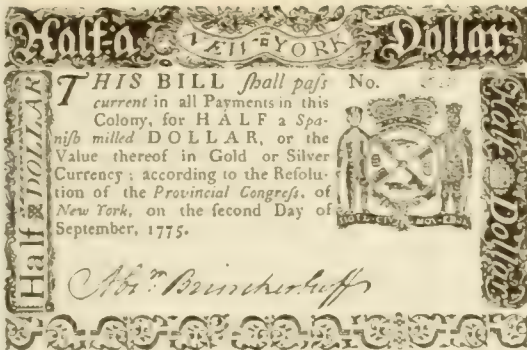 Half-a NEW-YORK Dollar
THIS BILL ſhall paſs No.
current in all Payments in this
Colony, for HALF a Spa-
niſh milled DOLLAR, or the
Value thereof in Gold or Silver
Currency; according to the Reſolu-
tion of the Provincial Congreſs, of
New York, on the ſecond Day of
September, 1775.
Abm. Brinckerhoff
Half a DOLLAR
Half a Dollar